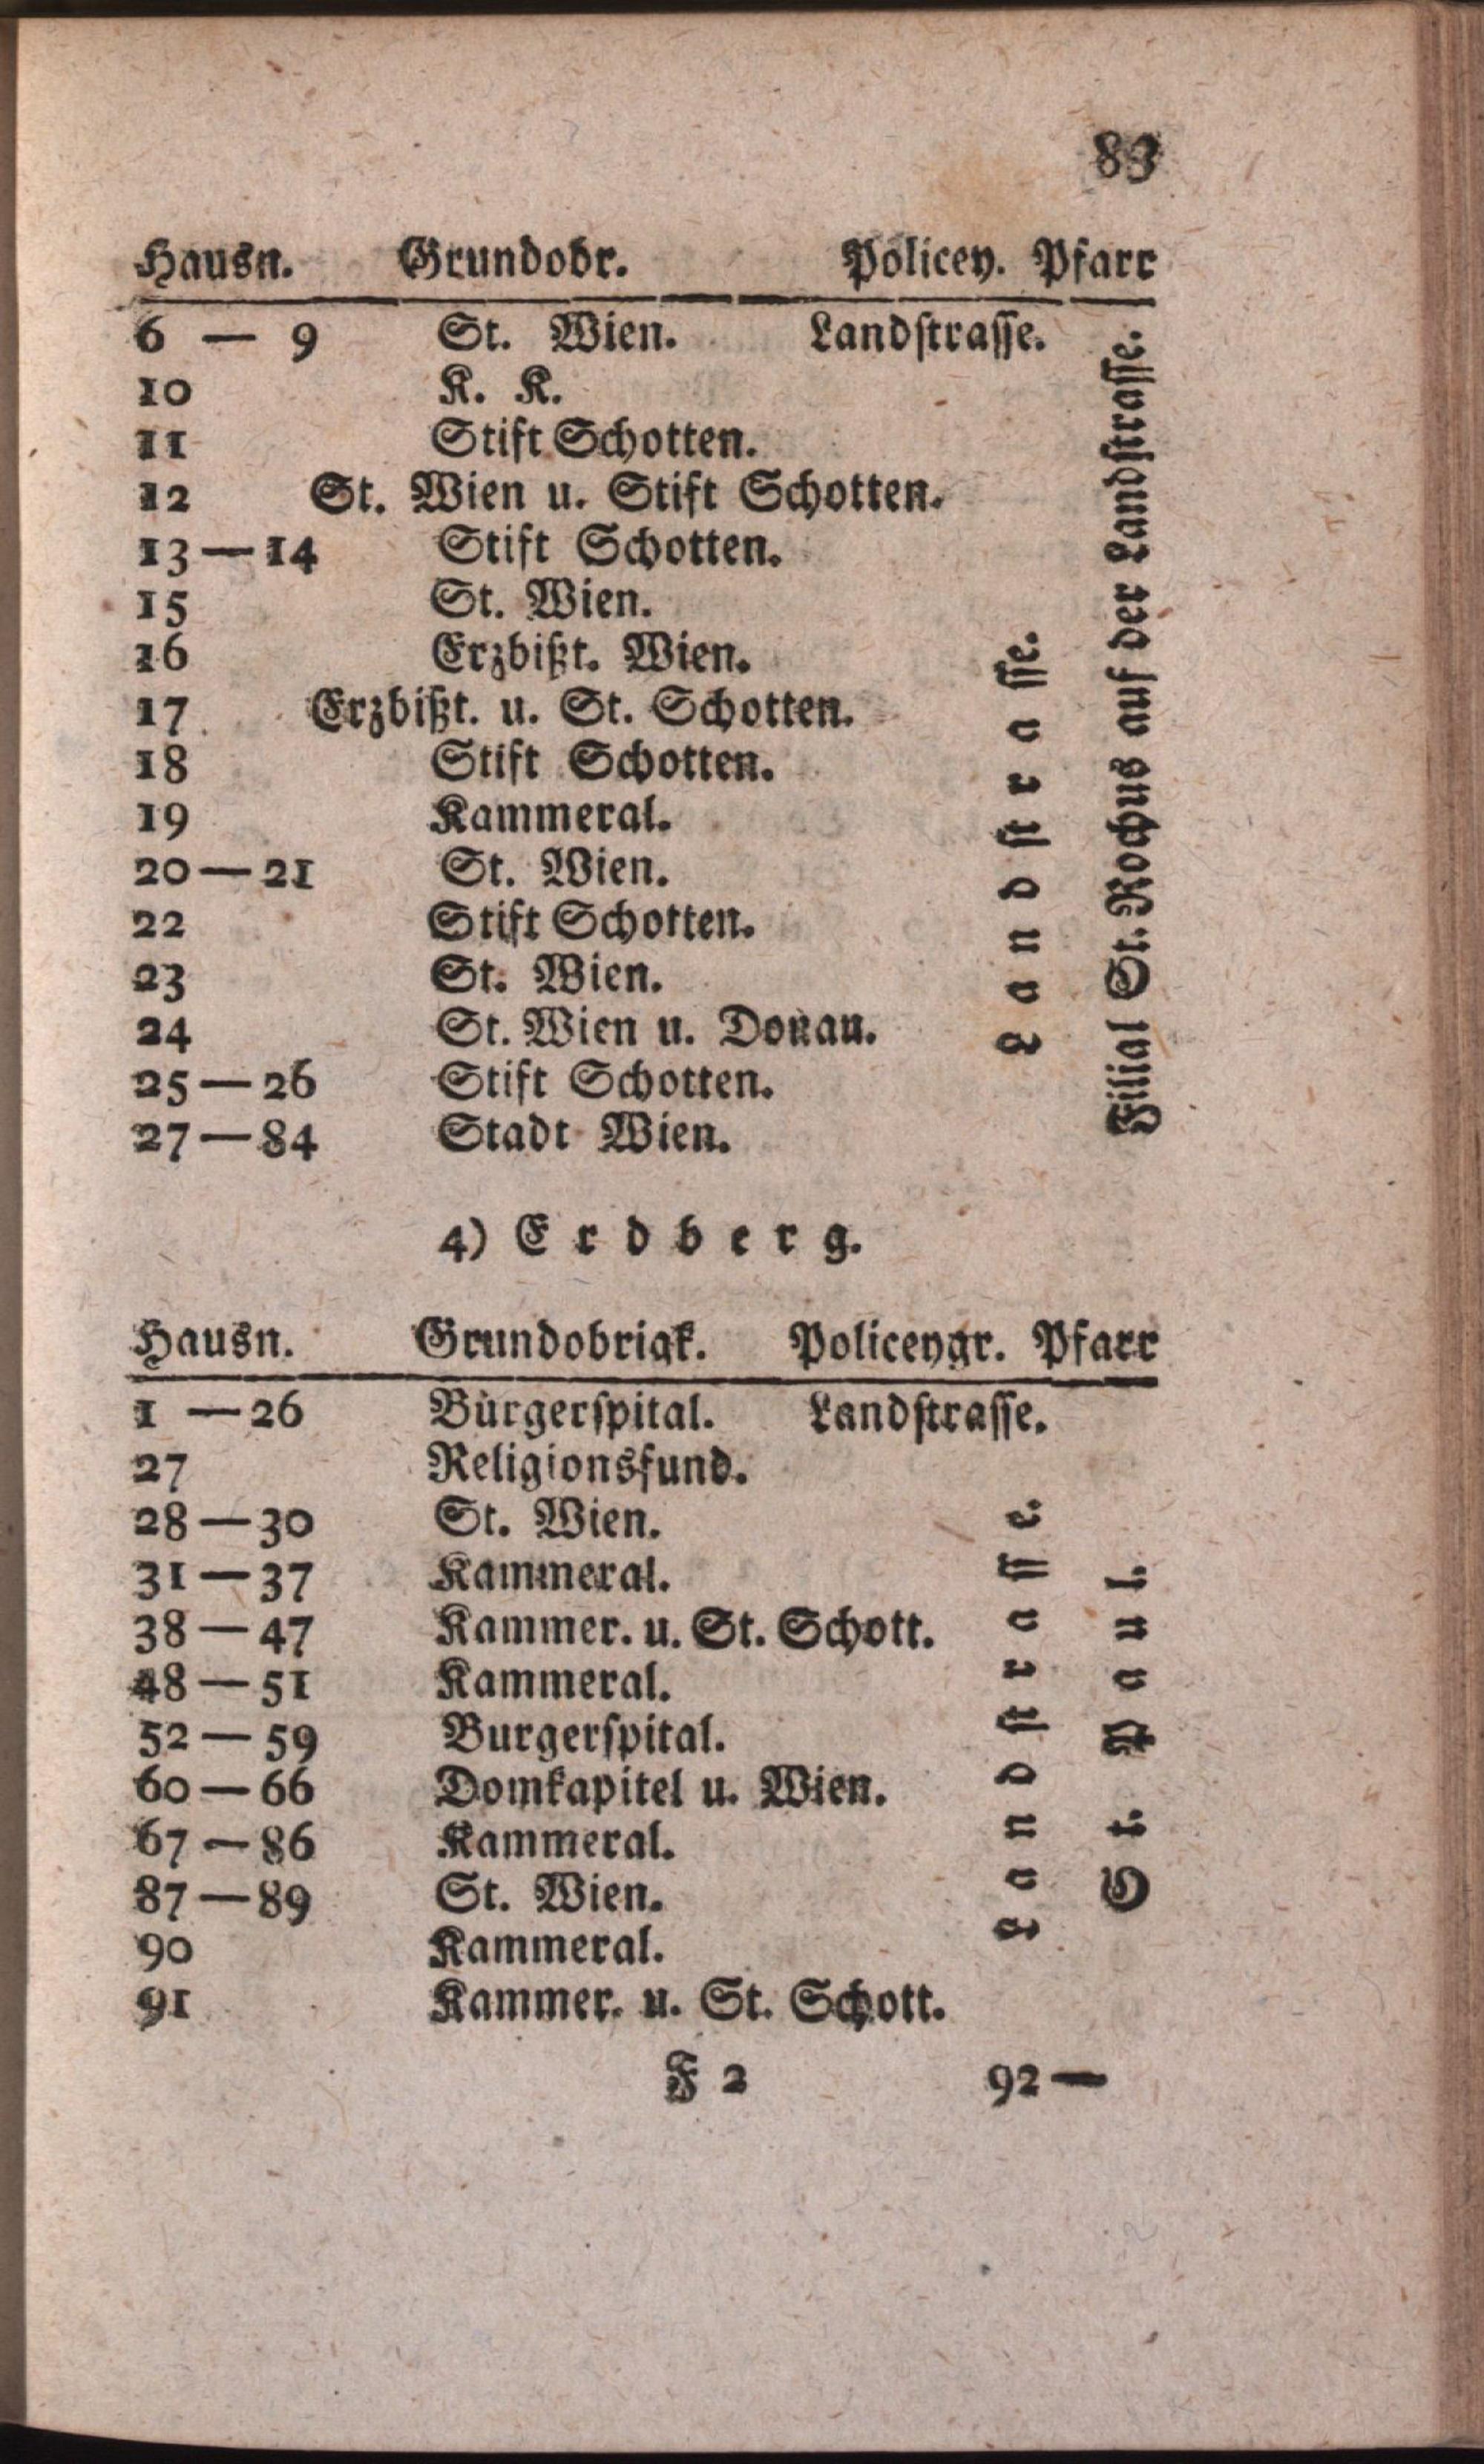 83
Hausn. Grundobr. Policey. Pfarr
6 — 9 St. Wien. Landstrasse.
10 K. K.
11 Stift Schotten.
12 St. Wien u. Stift Schotten.
13 — 14 Stift Schotten.
15 St. Wien.
16 Erzbißt. Wien.
17 Erzbißt. u. St. Schotten.
18 Stift Schotten.
19 Kammeral.
20 — 21 St. Wien.
22 Stift Schotten.
23 St. Wien.
24 St. Wien u. Donau.
25 — 26 Stift Schotten.
27 — 84 Stadt Wien.
Landstrasse.
Filial St. Rochus auf der Landstrasse.
4) Erdberg.
Hausn. Grundobrigk. Policeygr. Pfarr
1 — 26 Bürgerspital. Landstrasse.
27 Religionsfund.
28 — 30 St. Wien.
31 — 37 Kammeral.
38 — 47 Kammer. u. St. Schott.
48 — 51 Kammeral.
52 — 59 Burgerspital.
60 — 66 Domkapitel u. Wien.
67 — 86 Kammeral.
87 — 89 St. Wien.
90 Kammeral.
91 Kammer. u. St. Schott.
Landstrasse.
St. Paul.
F 2 92 —